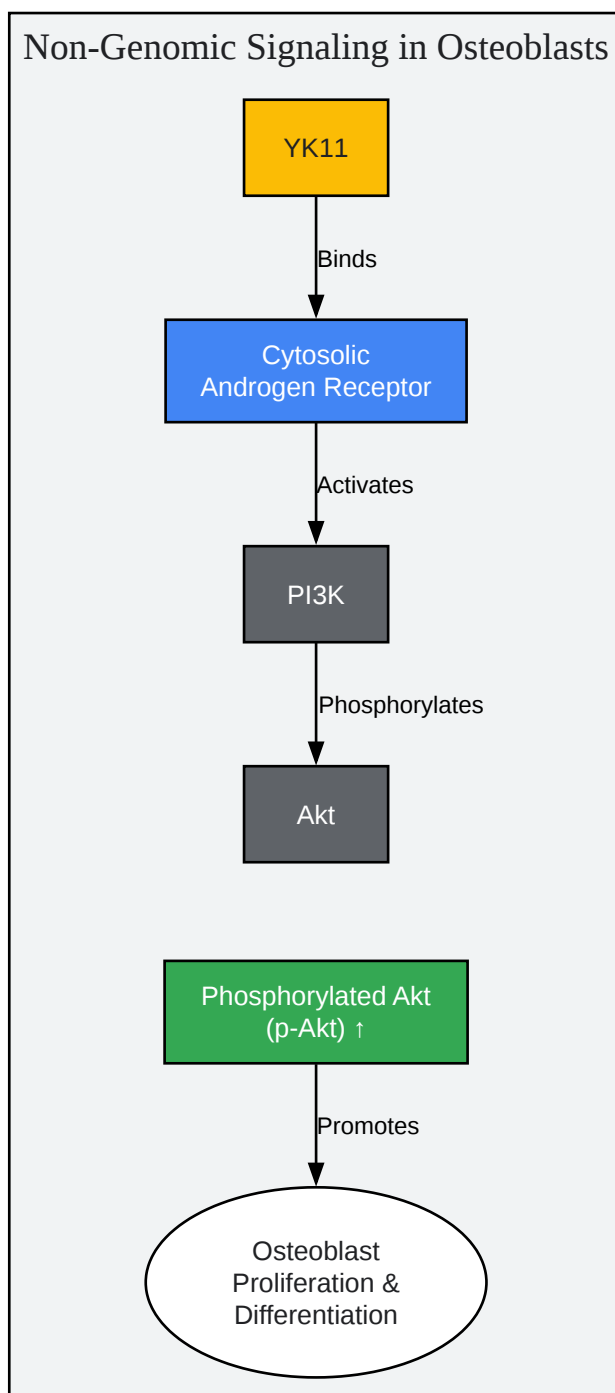 Non-Genomic Signaling in Osteoblasts
YK11
Binds
Cytosolic
Androgen Receptor
Activates
PI3K
Phosphorylates
Akt
Phosphorylated Akt
(p-Akt) ↑
Promotes
Osteoblast
Proliferation &
Differentiation